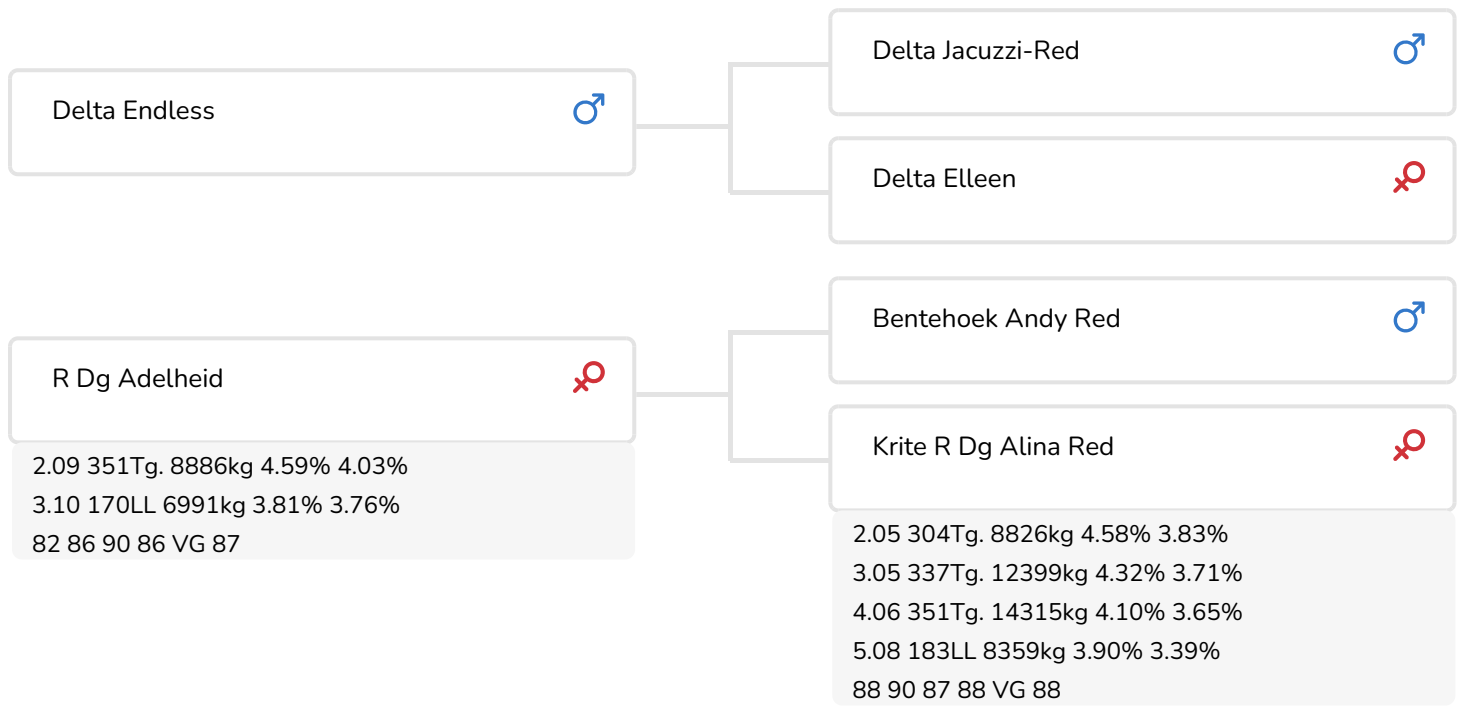 Delta Endless
Delta Jacuzzi-Red
Delta Elleen
R Dg Adelheid
2.09 351Tg. 8886kg 4.59% 4.03%
3.10 170LL 6991kg 3.81% 3.76%
82 86 90 86 VG 87
Bentehoek Andy Red
Krite R Dg Alina Red
2.05 304Tg. 8826kg 4.58% 3.83%
3.05 337Tg. 12399kg 4.32% 3.71%
4.06 351Tg. 14315kg 4.10% 3.65%
5.08 183LL 8359kg 3.90% 3.39%
88 90 87 88 VG 88